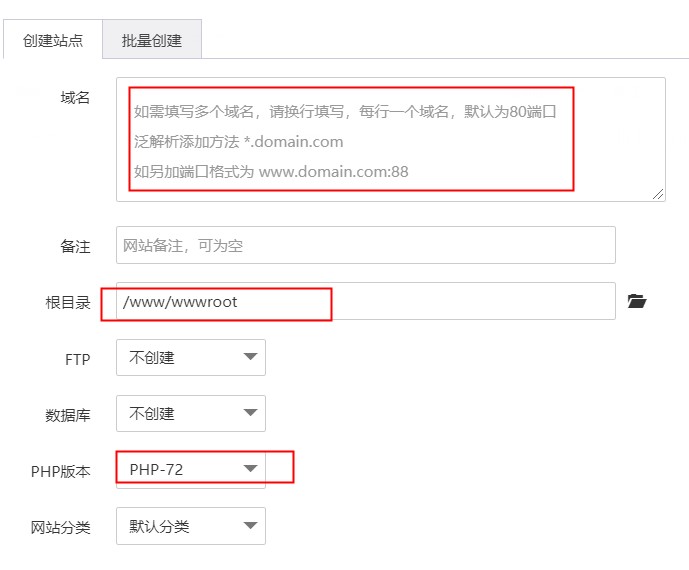 创建站点 批量创建
域名
如需填写多个域名，请换行填写，每行一个域名，默认为80端口
泛解析添加方法 *.domain.com
如另加端口格式为 www.domain.com:88
备注 网站备注，可为空
根目录 /www/wwwroot
FTP 不创建
数据库 不创建
PHP版本 PHP-72
网站分类 默认分类